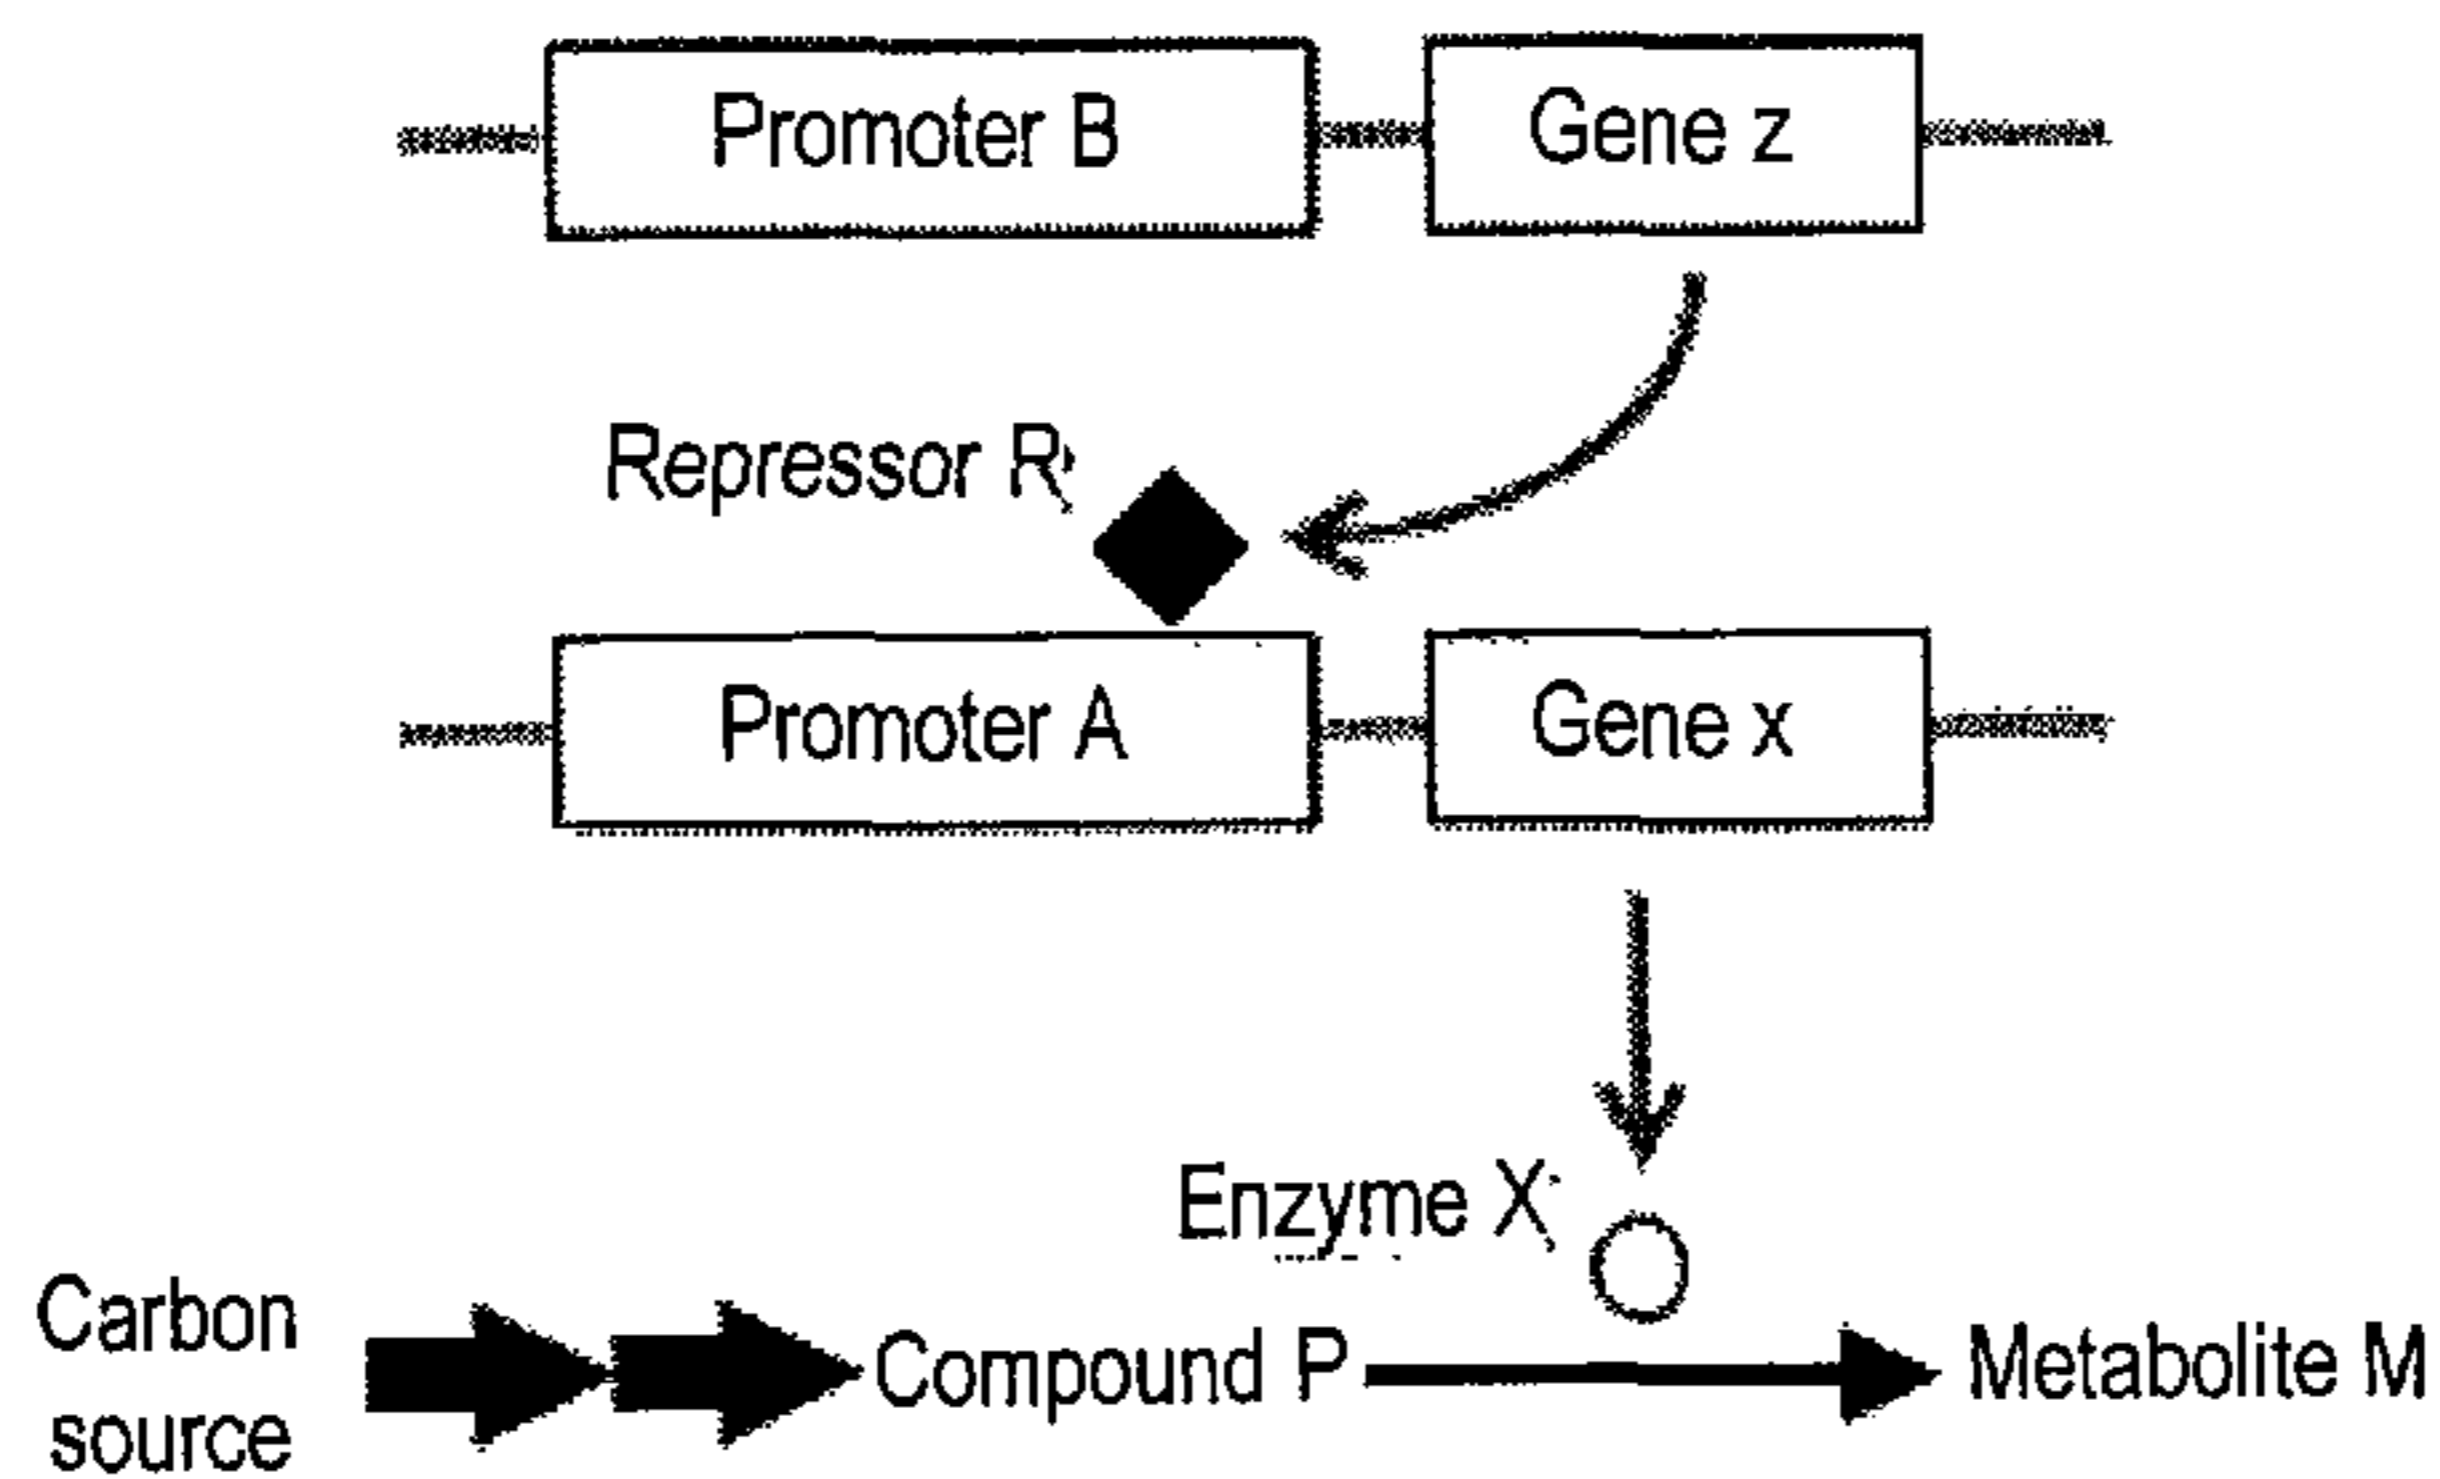 Promoter B
Gene z
Repressor R
Promoter A
Gene x
Enzyme X
Carbon
source
Compound P
Metabolite M